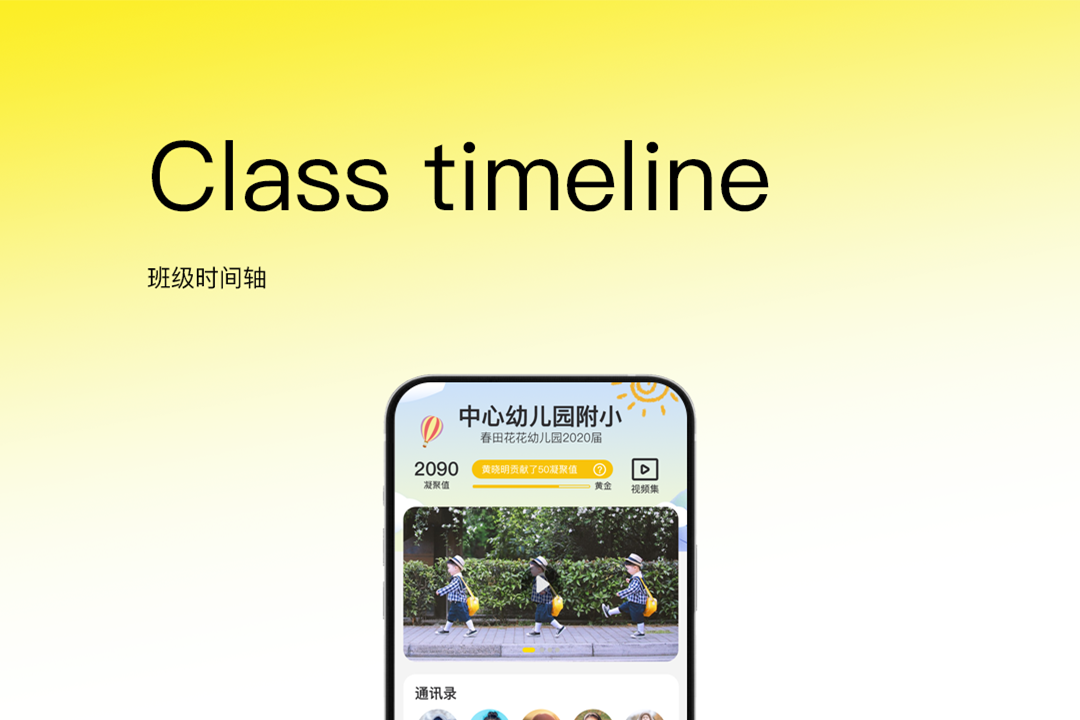 Class timeline
班级时间轴
中心幼儿园附小
春田花花幼儿园2020届
2090
凝聚值
黄晓明贡献了50凝聚值 ?
黄金
视频集
通讯录